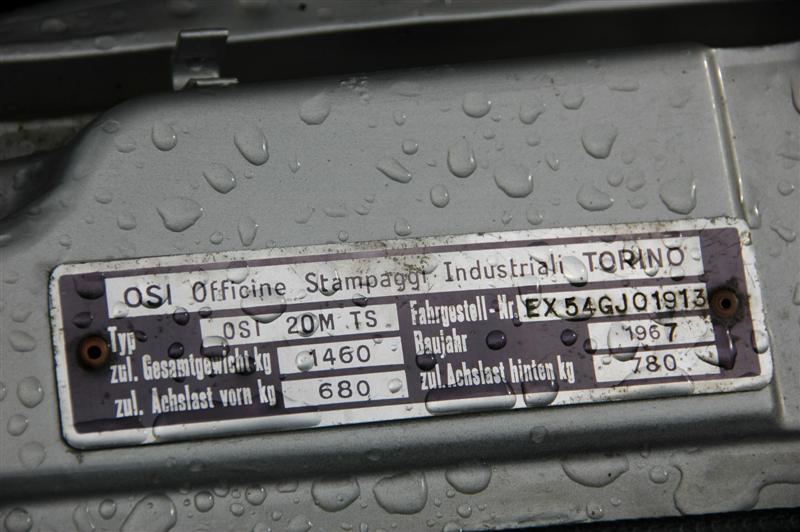 OSI Officine Stampaggi Industriali TORINO
Typ OSI 20M TS Fahrgestell-Nr. EX54GJ01913
zul. Gesamtgewicht kg 1460 Baujahr 1967
zul. Achslast vorn kg 680 zul. Achslast hinten kg 780